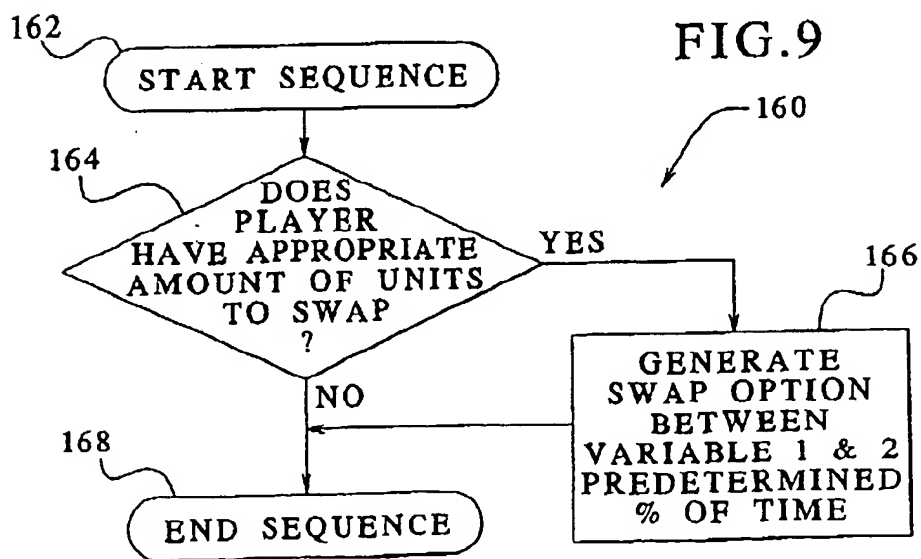 FIG.9
162
START SEQUENCE
160
164
DOES
PLAYER
HAVE APPROPRIATE
AMOUNT OF UNITS
TO SWAP
?
YES
166
GENERATE
SWAP OPTION
BETWEEN
VARIABLE 1 & 2
PREDETERMINED
% OF TIME
NO
168
END SEQUENCE